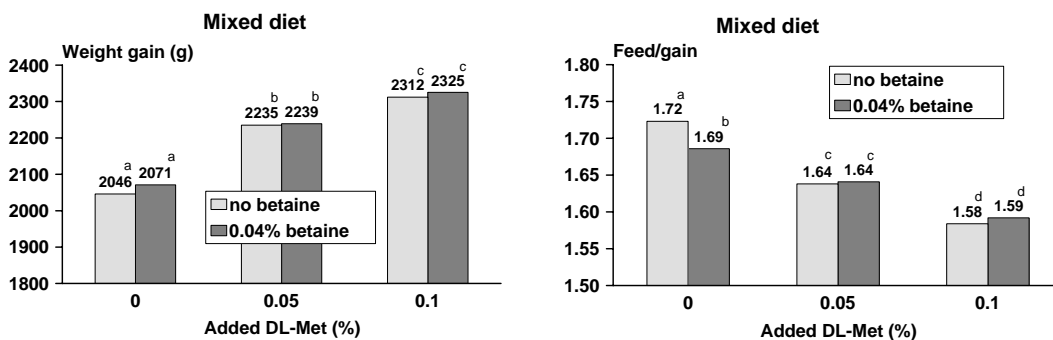 Mixed diet
Weight gain (g)
2400
2300
2200
2100
2000
1900
1800
a a b b c c
2046 2071 2235 2239 2312 2325
no betaine
0.04% betaine
0 0.05 0.1
Added DL-Met (%)
Mixed diet
Feed/gain
1.80
1.75
1.70
1.65
1.60
1.55
1.50
a b c c d d
1.72 1.69 1.64 1.64 1.58 1.59
no betaine
0.04% betaine
0 0.05 0.1
Added DL-Met (%)